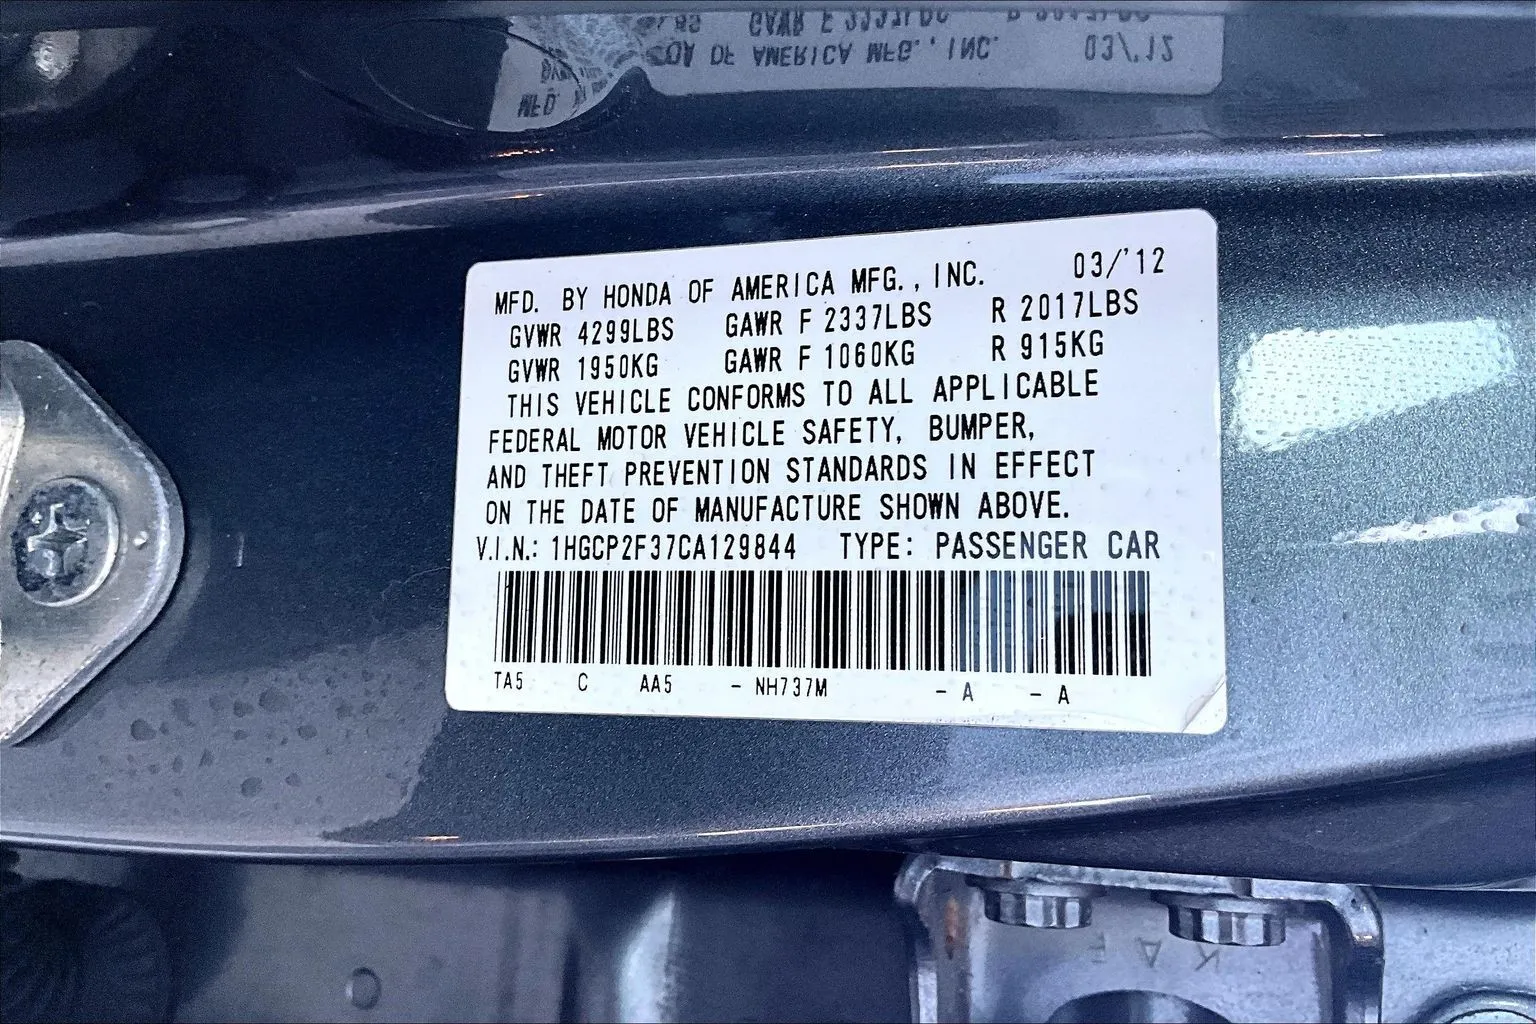 MFD. BY HONDA OF AMERICA MFG., INC. 03/'12
GVWR 4299LBS GAWR F 2337LBS R 2017LBS
GVWR 1950KG GAWR F 1060KG R 915KG
THIS VEHICLE CONFORMS TO ALL APPLICABLE
FEDERAL MOTOR VEHICLE SAFETY, BUMPER,
AND THEFT PREVENTION STANDARDS IN EFFECT
ON THE DATE OF MANUFACTURE SHOWN ABOVE.
V.I.N.: 1HGCP2F37CA129844 TYPE: PASSENGER CAR
TA5 C AA5 - NH737M - A - A